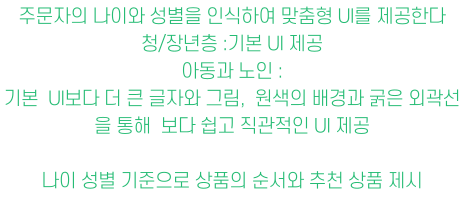 주문자의 나이와 성별을 인식하여 맞춤형 UI를 제공한다
청/장년층 :기본 UI 제공
아동과 노인 :
기본 UI보다 더 큰 글자와 그림, 원색의 배경과 굵은 외곽선
을 통해 보다 쉽고 직관적인 UI 제공
나이 성별 기준으로 상품의 순서와 추천 상품 제시